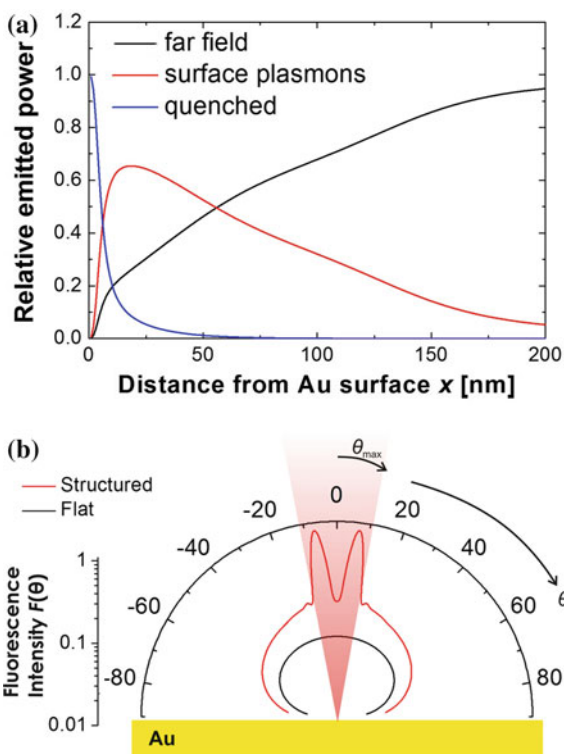 (a)
1.2
1.0
0.8
0.6
0.4
0.2
0.0
Relative emitted power
far field
surface plasmons
quenched
0 50 100 150 200
Distance from Au surface x [nm]
(b)
Structured
Flat
θmax
θ
-80 -60 -40 -20 0 20 40 60 80
Fluorescence
Intensity F(θ)
1
0.1
0.01
Au